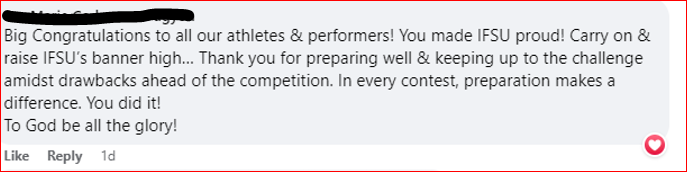 Big Congratulations to all our athletes & performers! You made IFSU proud! Carry on &
raise IFSU's banner high... Thank you for preparing well & keeping up to the challenge
amidst drawbacks ahead of the competition. In every contest, preparation makes a
difference. You did it!
To God be all the glory!
Like Reply 1d